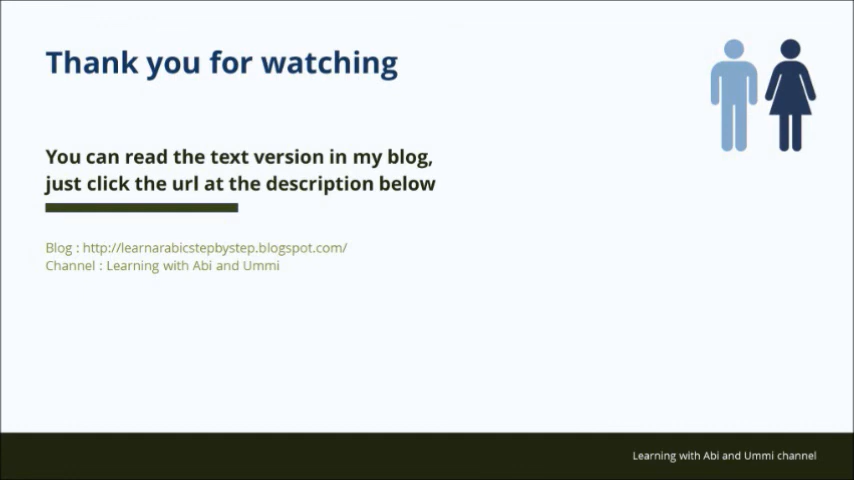 Thank you for watching
You can read the text version in my blog,
just click the url at the description below
Blog : http://learnarabicstepbystep.blogspot.com/
Channel : Learning with Abi and Ummi
Learning with Abi and Ummi channel